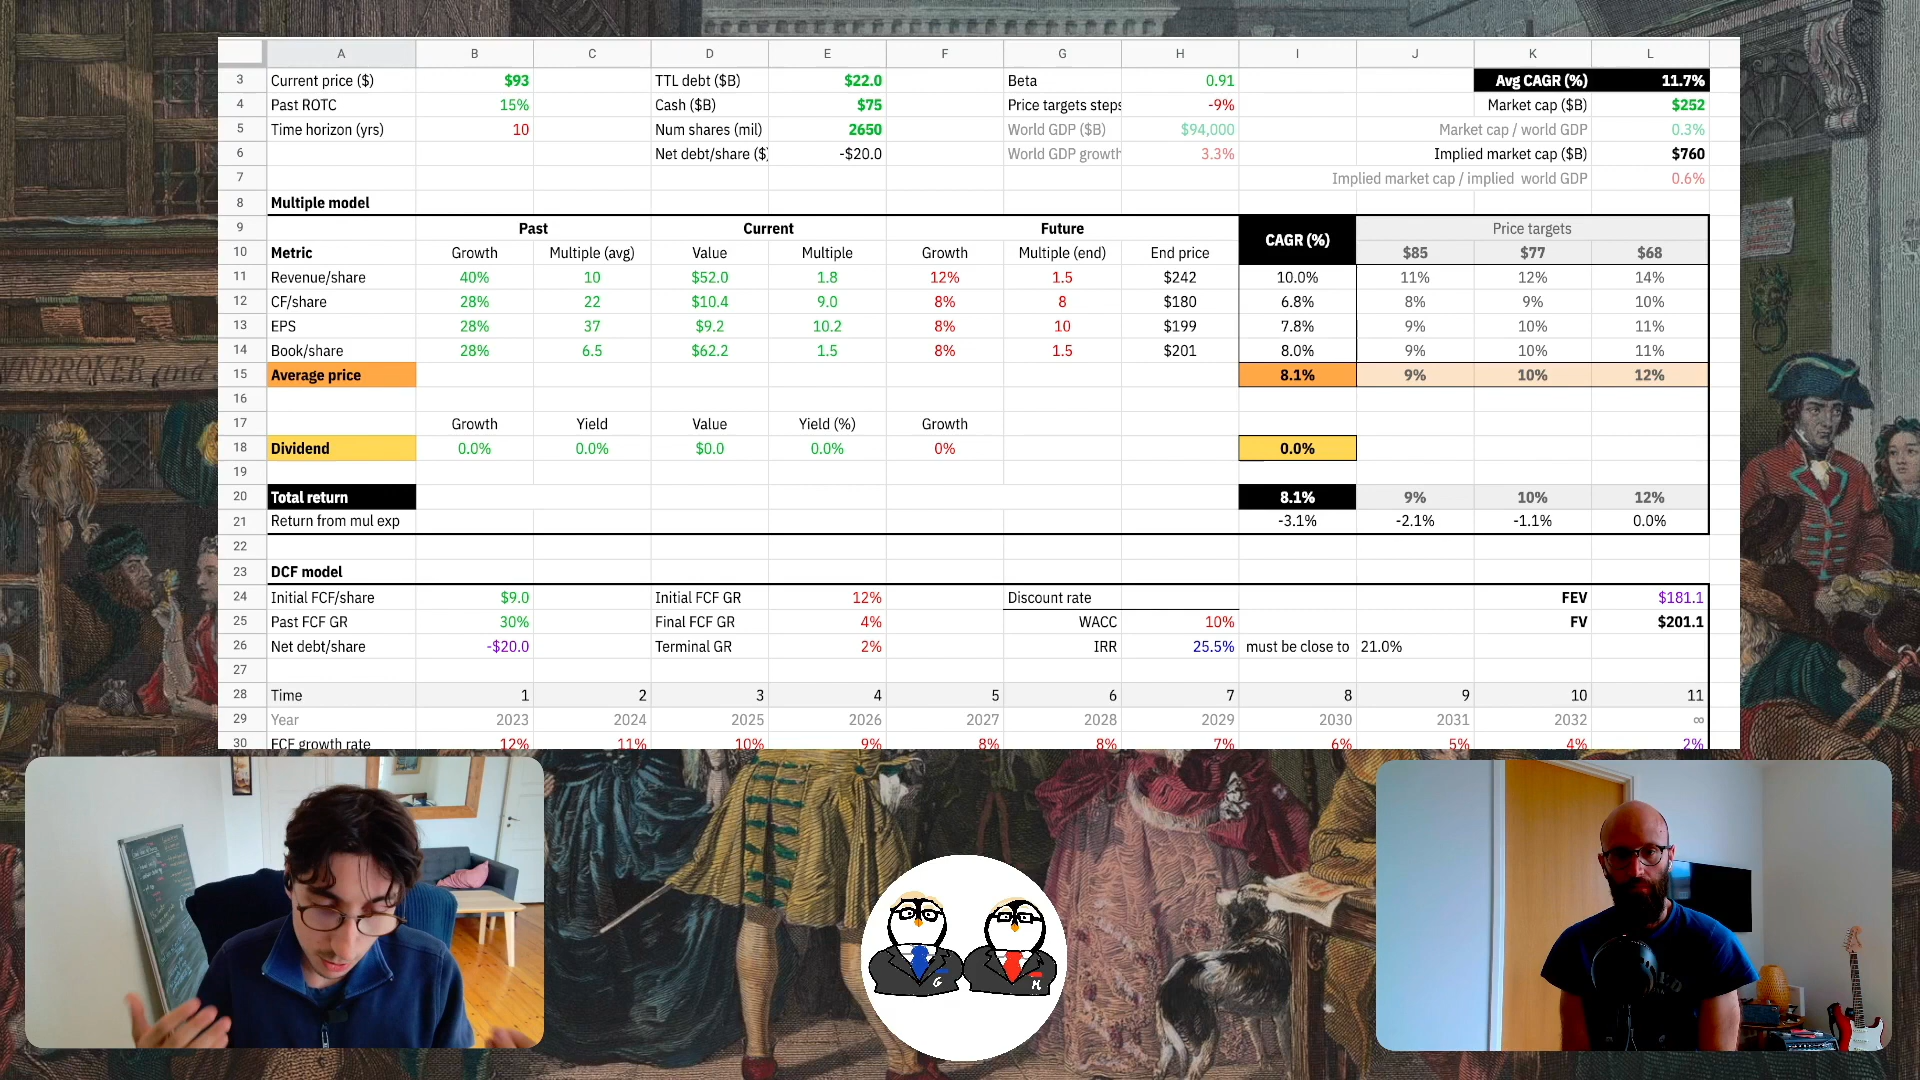 A B C D E F G H I J K L
3 Current price ($) $93 TTL debt ($B) $22.0 Beta 0.91 Avg CAGR (%) 11.7%
4 Past ROTC 15% Cash ($B) $75 Price targets steps -9% Market cap ($B) $252
5 Time horizon (yrs) 10 Num shares (mil) 2650 World GDP ($B) $94,000 Market cap / world GDP 0.3%
6 Net debt/share ($) -$20.0 World GDP growth 3.3% Implied market cap ($B) $760
7 Implied market cap / implied world GDP 0.6%
8 Multiple model
9 Past Current Future CAGR (%) Price targets
10 Metric Growth Multiple (avg) Value Multiple Growth Multiple (end) End price $85 $77 $68
11 Revenue/share 40% 10 $52.0 1.8 12% 1.5 $242 10.0% 11% 12% 14%
12 CF/share 28% 22 $10.4 9.0 8% 8 $180 6.8% 8% 9% 10%
13 EPS 28% 37 $9.2 10.2 8% 10 $199 7.8% 9% 10% 11%
14 Book/share 28% 6.5 $62.2 1.5 8% 1.5 $201 8.0% 9% 10% 11%
15 Average price 8.1% 9% 10% 12%
16
17 Growth Yield Value Yield (%) Growth
18 Dividend 0.0% 0.0% $0.0 0.0% 0% 0.0%
19
20 Total return 8.1% 9% 10% 12%
21 Return from mul exp -3.1% -2.1% -1.1% 0.0%
22
23 DCF model
24 Initial FCF/share $9.0 Initial FCF GR 12% Discount rate FEV $181.1
25 Past FCF GR 30% Final FCF GR 4% WACC 10% FV $201.1
26 Net debt/share -$20.0 Terminal GR 2% IRR 25.5% must be close to 21.0%
27
28 Time 1 2 3 4 5 6 7 8 9 10 11
29 Year 2023 2024 2025 2026 2027 2028 2029 2030 2031 2032 ∞
30 FCF growth rate 12% 11% 10% 9% 8% 8% 7% 6% 5% 4% 2%
G M